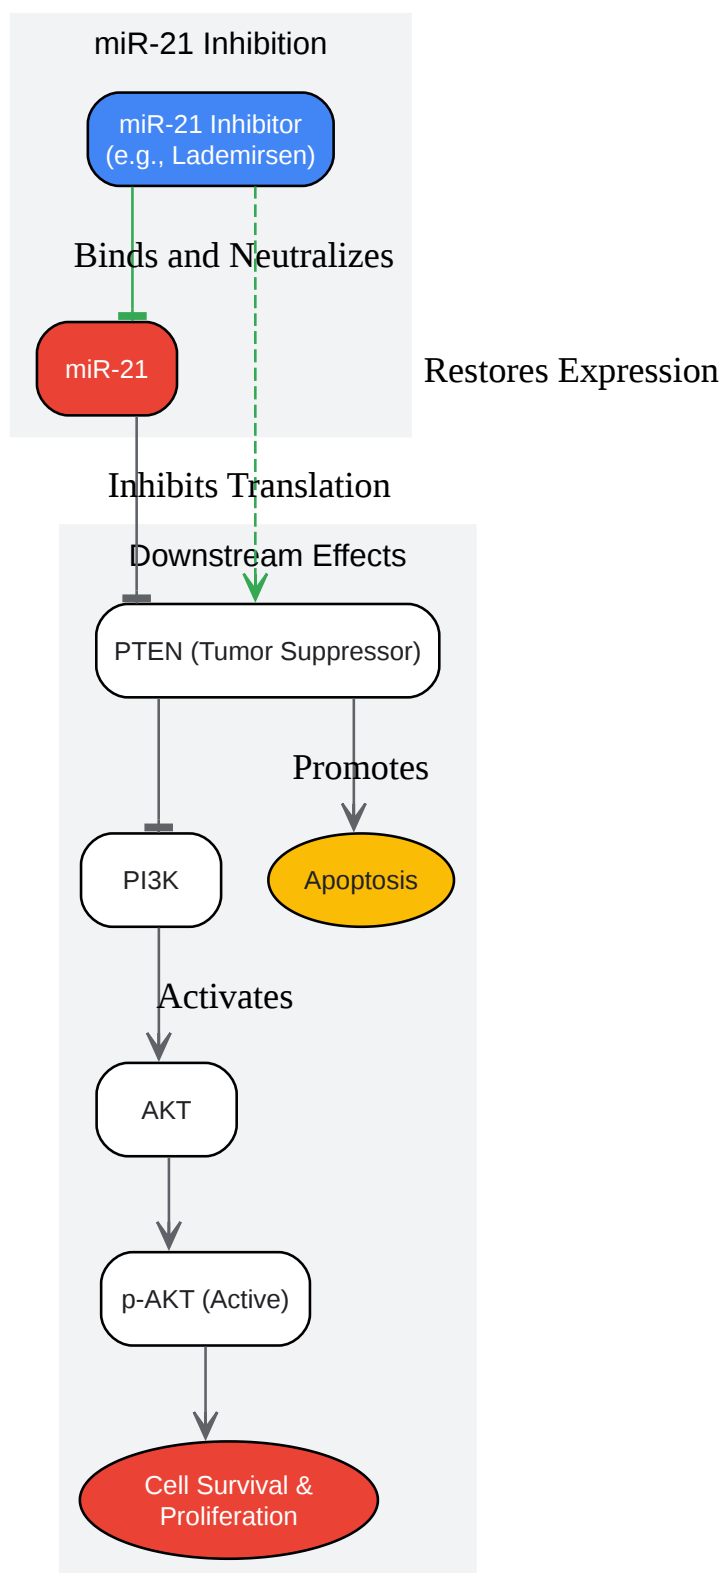 miR-21 Inhibition
miR-21 Inhibitor
(e.g., Lademirsen)
Binds and Neutralizes
miR-21
Restores Expression
Inhibits Translation
Downstream Effects
PTEN (Tumor Suppressor)
Promotes
PI3K
Apoptosis
Activates
AKT
p-AKT (Active)
Cell Survival &
Proliferation